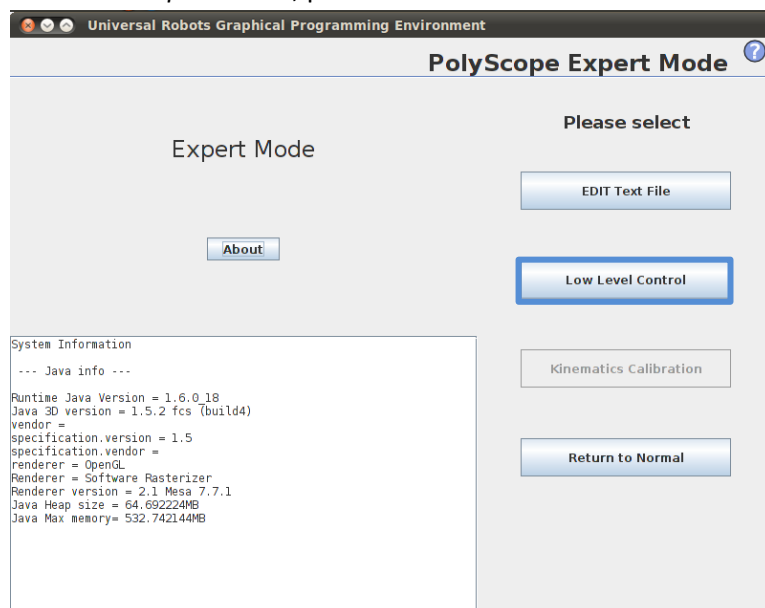 Universal Robots Graphical Programming Environment
PolyScope Expert Mode ?
Please select
Expert Mode
EDIT Text File
About
Low Level Control
System Information
--- Java info ---
Kinematics Calibration
Runtime Java Version = 1.6.0_18
Java 3D version = 1.5.2 fcs (build4)
vendor =
specification.version = 1.5
specification.vendor =
renderer = OpenGL
Return to Normal
Renderer = Software Rasterizer
Renderer version = 2.1 Mesa 7.7.1
Java Heap size = 64.692224MB
Java Max memory= 532.742144MB